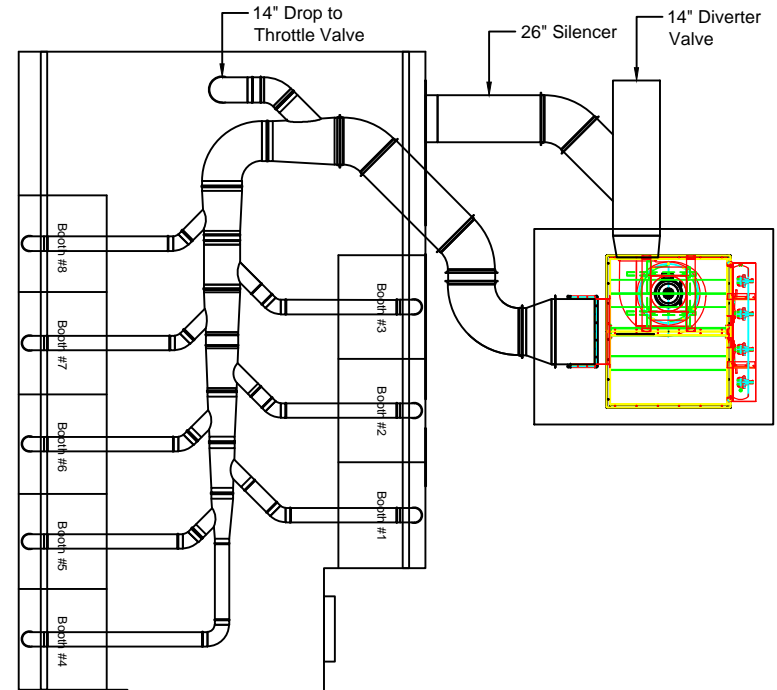 14" Drop to
Throttle Valve
26" Silencer
14" Diverter
Valve
Booth #8
Booth #3
Booth #7
Booth #2
Booth #6
Booth #1
Booth #5
Booth #4